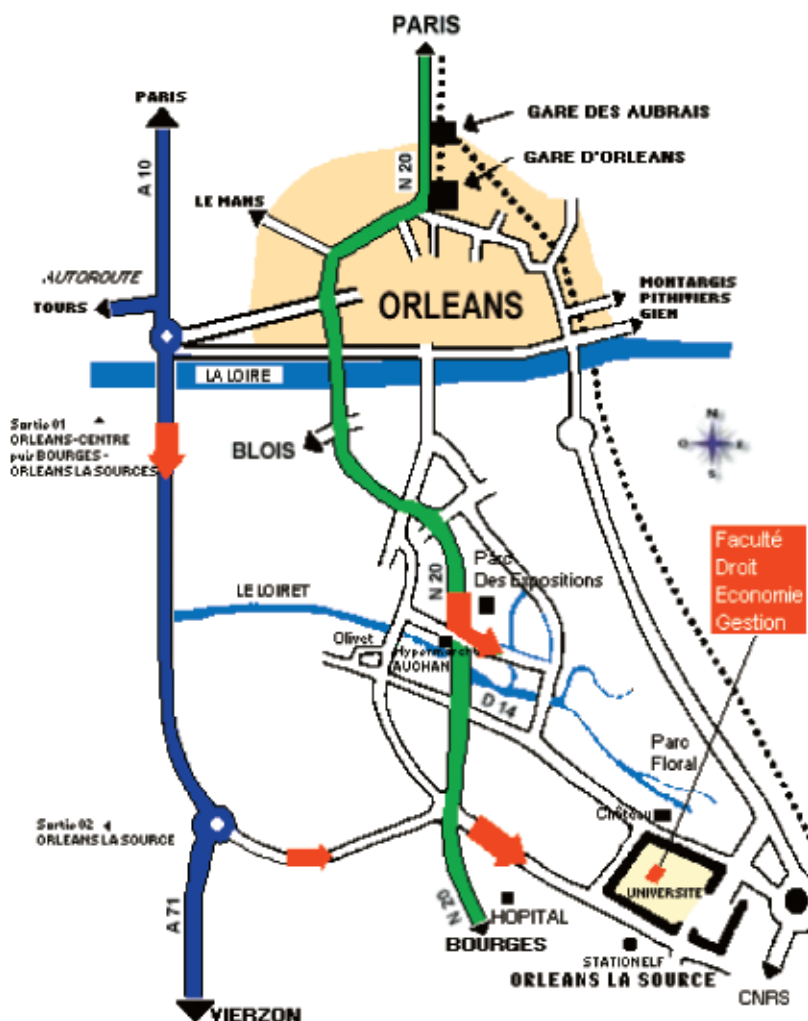 PARIS
PARIS
GARE DES AUBRAIS
GARE D'ORLEANS
A 10
N 20
LE MANS
AUTOROUTE
TOURS
ORLEANS
MONTARGIS
PITHITIERS
GIEN
LA LOIRE
Sortie 01
ORLEANS-CENTRE
puis BOURGES -
ORLEANS LA SOURCES
BLOIS
N
O
E
S
Faculté
Droit
Economie
Gestion
N 20
Parc
Des Expositions
LE LOIRET
Olivet
Hypermarché
AUCHAN
D 14
Parc
Floral
Château
Sortie 02
ORLEANS LA SOURCE
UNIVERSITE
A 71
N 20
HOPITAL
BOURGES
STATION ELF
ORLEANS LA SOURCE
CNRS
VIERZON